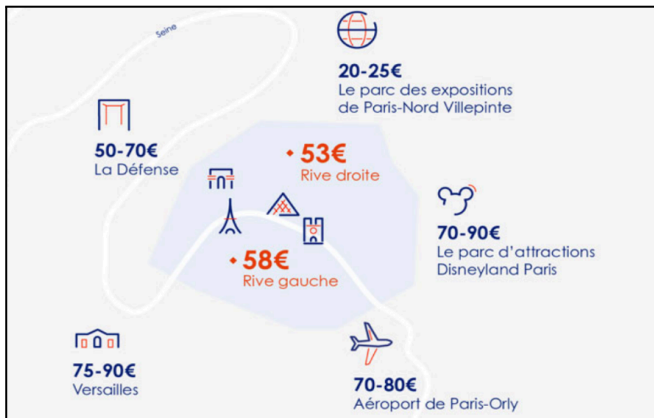 Seine
20-25€
Le parc des expositions
de Paris-Nord Villepinte
50-70€
La Défense
53€
Rive droite
70-90€
Le parc d'attractions
Disneyland Paris
58€
Rive gauche
75-90€
Versailles
70-80€
Aéroport de Paris-Orly